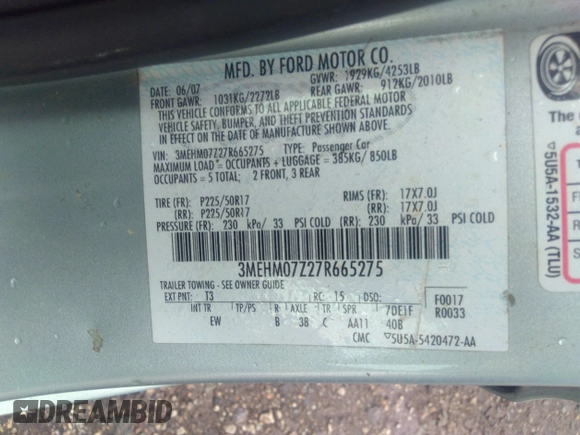 MFD. BY FORD MOTOR CO.
DATE: 06/07 GVWR: 1929KG/4253LB
FRONT GAWR: 1031KG/2272LB REAR GAWR: 912KG/2010LB
THIS VEHICLE CONFORMS TO ALL APPLICABLE FEDERAL MOTOR
VEHICLE SAFETY, BUMPER, AND THEFT PREVENTION STANDARDS
IN EFFECT ON THE DATE OF MANUFACTURE SHOWN ABOVE.
VIN: 3MEHM07Z27R665275 TYPE: Passenger Car
MAXIMUM LOAD = OCCUPANTS + LUGGAGE = 385KG/850LB
OCCUPANTS = 5 TOTAL; 2 FRONT, 3 REAR
TIRE (FR): P225/50R17 RIMS (FR): 17X7.0J
(RR): P225/50R17 (RR): 17X7.0J
PRESSURE (FR): 230 kPa/ 33 PSI COLD (RR): 230 kPa/ 33 PSI COLD
3MEHM07Z27R665275
TRAILER TOWING - SEE OWNER GUIDE
EXT PNT: T3 RC: 15 DSO: F0017
INT TR TP/PS R AXLE TR SPR 7DE1F R0033
EW B 38 C AA11 40B
CMC ▽5U5A-5420472-AA
The
▽5U5A-1532-AA (TLU)
DREAMBID